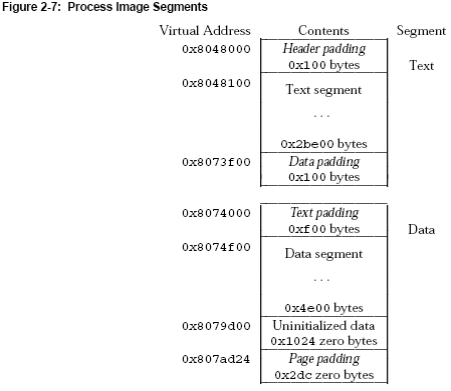 Figure 2-7: Process Image Segments
Virtual Address Contents Segment
0x8048000 Header padding
0x100 bytes Text
0x8048100 Text segment
. . .
0x2be00 bytes
0x8073f00 Data padding
0x100 bytes
0x8074000 Text padding
0xf00 bytes Data
0x8074f00 Data segment
. . .
0x4e00 bytes
0x8079d00 Uninitialized data
0x1024 zero bytes
0x807ad24 Page padding
0x2dc zero bytes